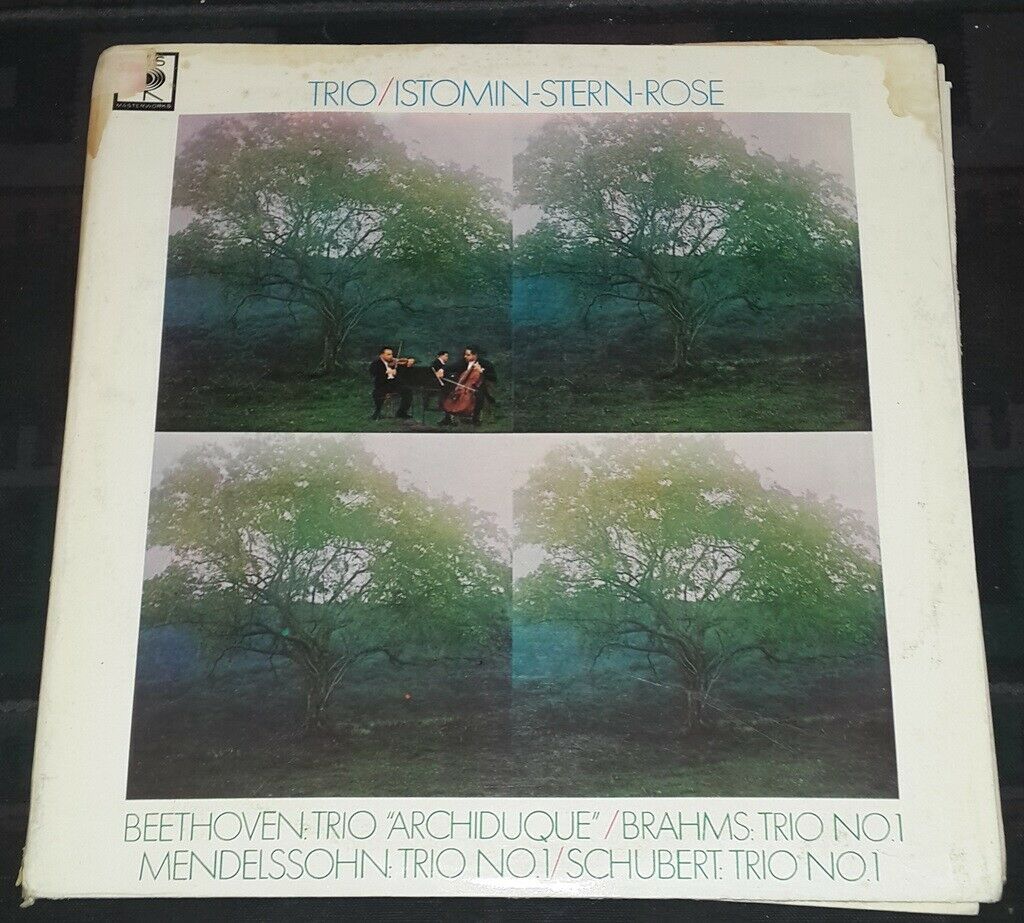 MASTERWORKS
TRIO/ISTOMIN-STERN-ROSE
BEETHOVEN: TRIO "ARCHIDUQUE" / BRAHMS: TRIO NO.1
MENDELSSOHN: TRIO NO.1/SCHUBERT: TRIO NO.1